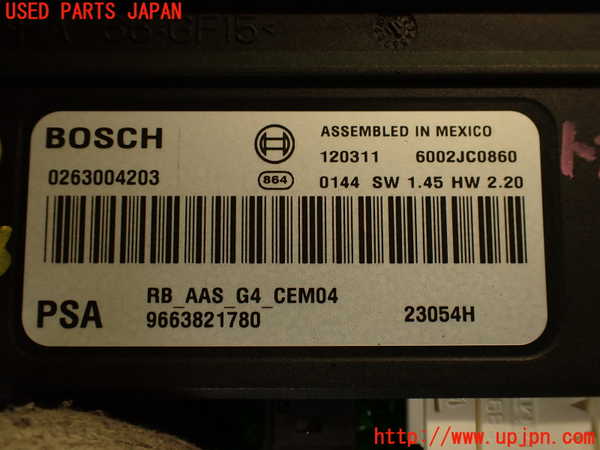 USED PARTS JAPAN
BOSCH
ASSEMBLED IN MEXICO
120311 6002JC0860
0263004203
864
0144 SW 1.45 HW 2.20
RB_AAS_G4_CEM04
PSA
9663821780
23054H
http://www.upjpn.com